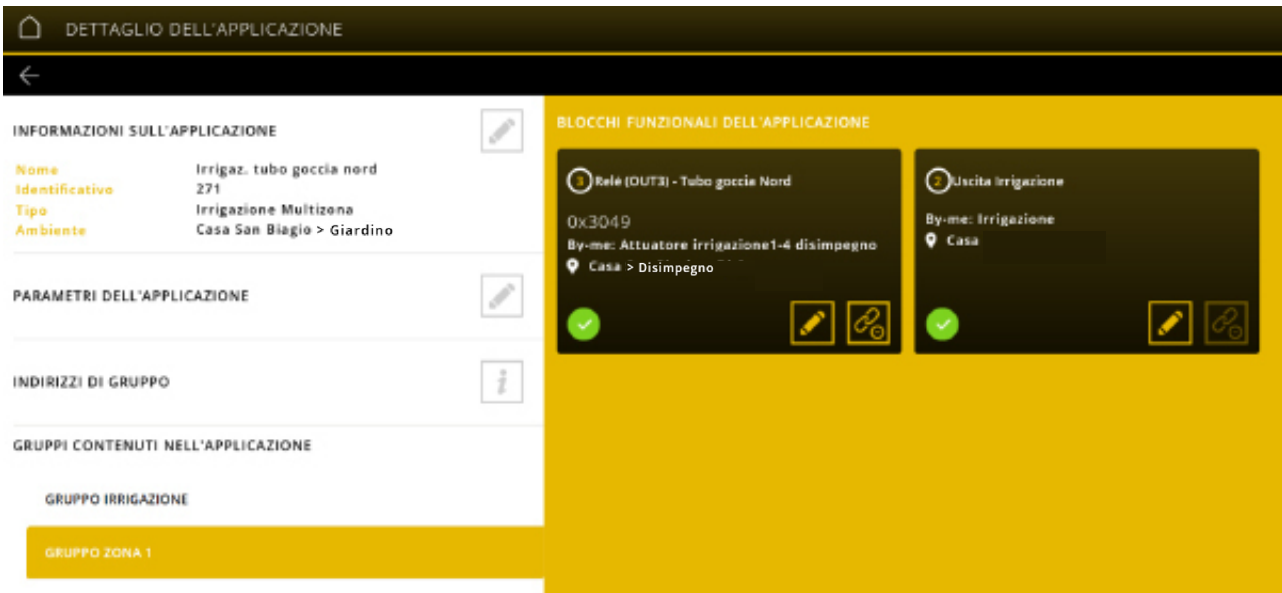 DETTAGLIO DELL'APPLICAZIONE
INFORMAZIONI SULL'APPLICAZIONE
Nome Irrigaz. tubo goccia nord
Identificativo 271
Tipo Irrigazione Multizona
Ambiente Casa San Biagio > Giardino
PARAMETRI DELL'APPLICAZIONE
INDIRIZZI DI GRUPPO
i
GRUPPI CONTENUTI NELL'APPLICAZIONE
GRUPPO IRRIGAZIONE
GRUPPO ZONA 1
BLOCCHI FUNZIONALI DELL'APPLICAZIONE
3 Relè (OUT3) - Tubo goccia Nord
0x3049
By-me: Attuatore irrigazione1-4 disimpegno
Casa > Disimpegno
2 Uscita Irrigazione
By-me: Irrigazione
Casa